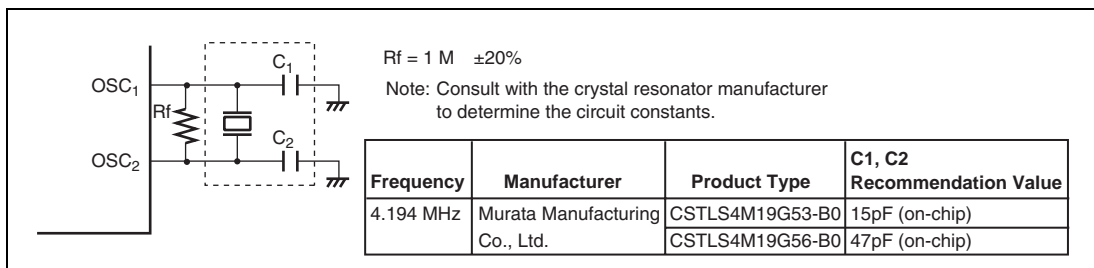 OSC1
OSC2
Rf
C1
C2
Rf = 1 M ±20%
Note: Consult with the crystal resonator manufacturer
to determine the circuit constants.
Frequency Manufacturer Product Type C1, C2 Recommendation Value
4.194 MHz Murata Manufacturing Co., Ltd. CSTLS4M19G53-B0 15pF (on-chip)
CSTLS4M19G56-B0 47pF (on-chip)